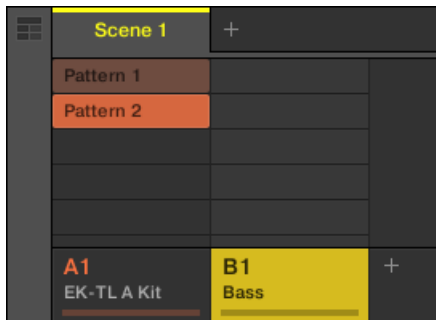 Scene 1 +
Pattern 1
Pattern 2
A1 B1 +
EK-TL A Kit Bass